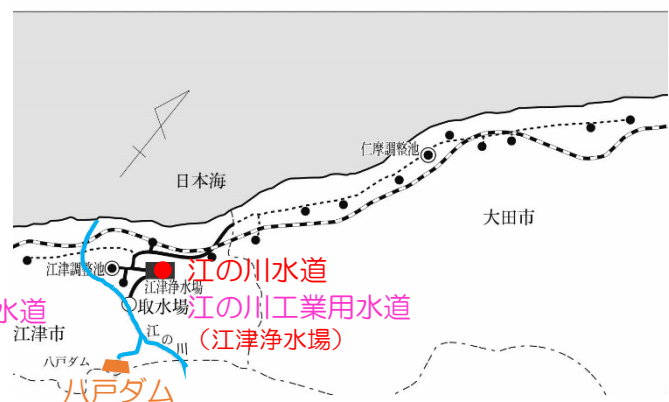 日本海
仁摩調整池
大田市
江津調整池
江の川水道
江津浄水場
水道
取水場
江の川工業用水道
江津市
江の川
（江津浄水場）
八戸ダム
八戸ダム